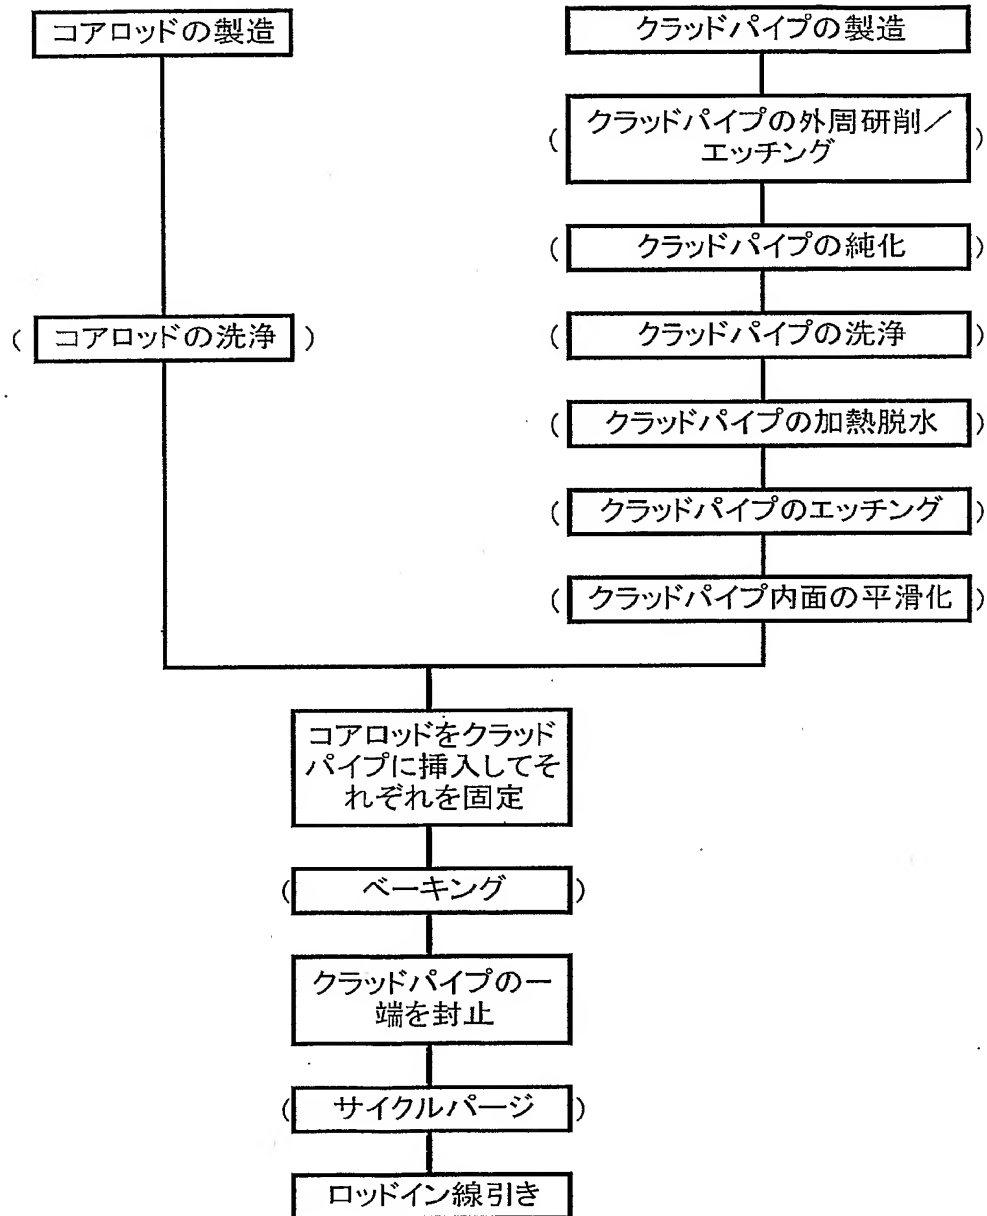 コアロッドの製造
クラッドパイプの製造
( クラッドパイプの外周研削／
エッチング )
( クラッドパイプの純化 )
( コアロッドの洗浄 )
( クラッドパイプの洗浄 )
( クラッドパイプの加熱脱水 )
( クラッドパイプのエッチング )
( クラッドパイプ内面の平滑化 )
コアロッドをクラッド
パイプに挿入してそ
れぞれを固定
( ベーキング )
クラッドパイプの一
端を封止
( サイクルパージ )
ロッドイン線引き